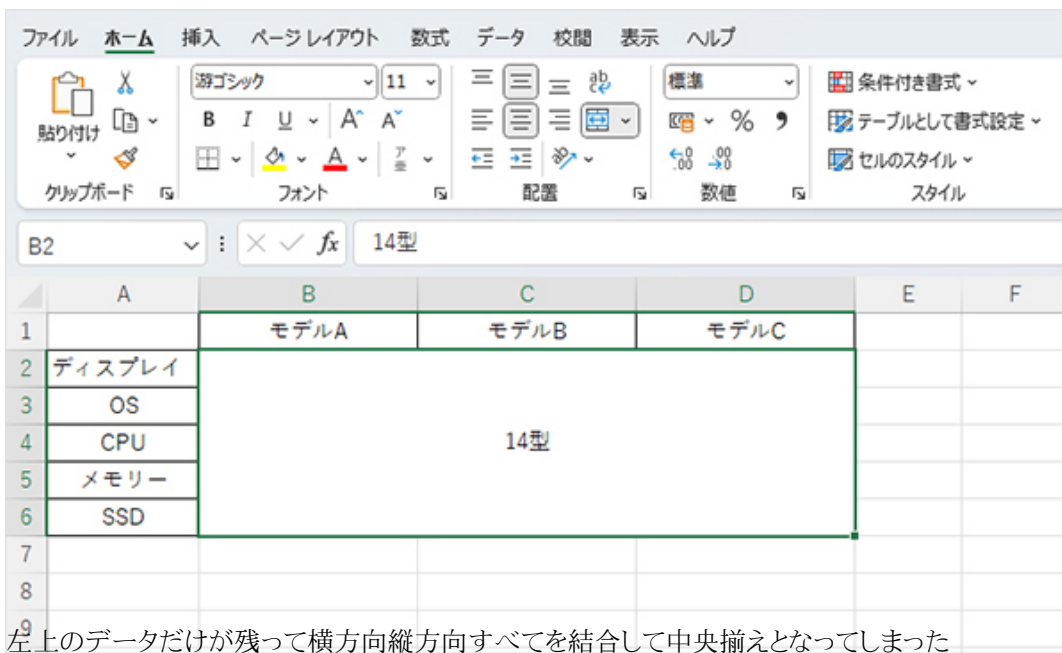 ファイル ホーム 挿入 ページ レイアウト 数式 データ 校閲 表示 ヘルプ
游ゴシック 11 ab 標準 条件付き書式
貼り付け B I U A A % 9 テーブルとして書式設定
A ア 亜 .00 .00 セルのスタイル
クリップボード フォント 配置 数値 スタイル
B2 fx 14型
A B C D E F
1 モデルA モデルB モデルC
2 ディスプレイ
3 OS
4 CPU 14型
5 メモリー
6 SSD
7
8
9
左上のデータだけが残って横方向縦方向すべてを結合して中央揃えとなってしまった